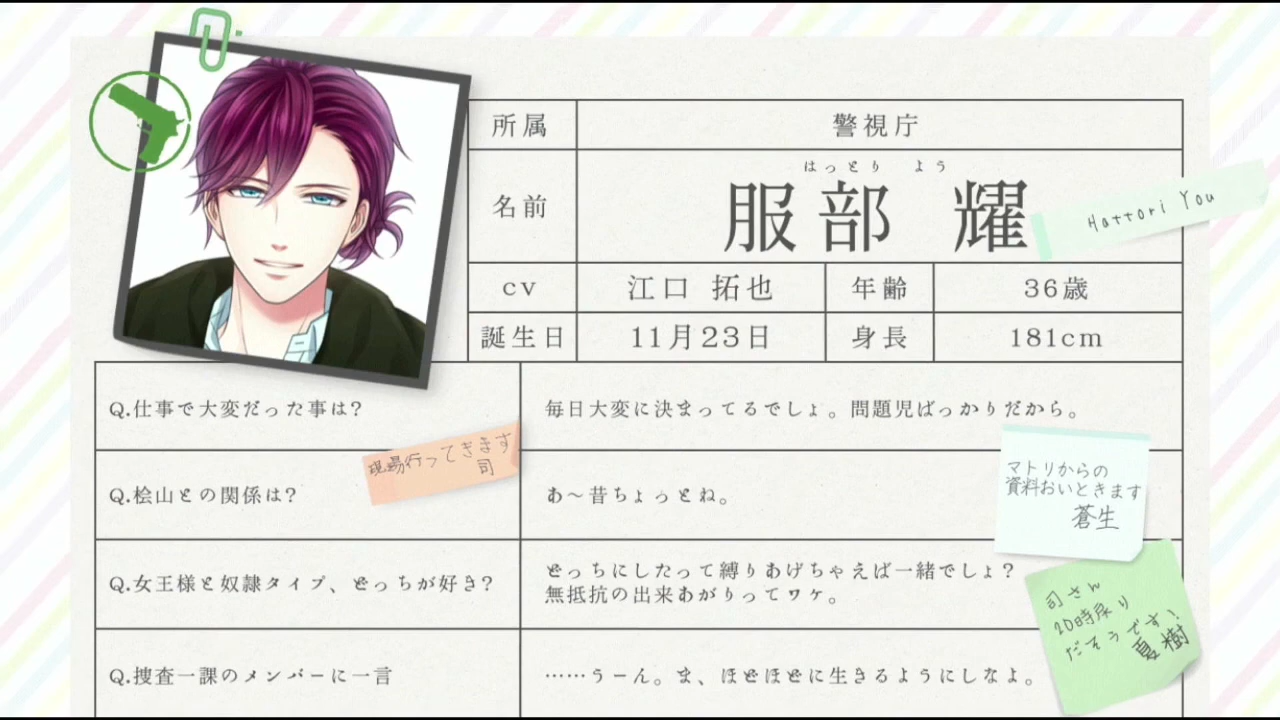 所属
警視庁
名前
はっとり よう
服部 耀
Hattori You
cv
江口 拓也
年齢
36歳
誕生日
11月23日
身長
181cm
Q.仕事で大変だった事は?
毎日大変に決まってるでしょ。問題児ばっかりだから。
現場行ってきます
司
Q.桧山との関係は?
あ～昔ちょっとね。
マトリからの
資料おいときます
蒼生
Q.女王様と奴隷タイプ、どっちが好き?
どっちにしたって縛りあげちゃえば一緒でしょ?
無抵抗の出来あがりってワケ。
司さん
20時戻り
だそうです!
夏樹
Q.捜査一課のメンバーに一言
……うーん。ま、ほどほどに生きるようにしなよ。